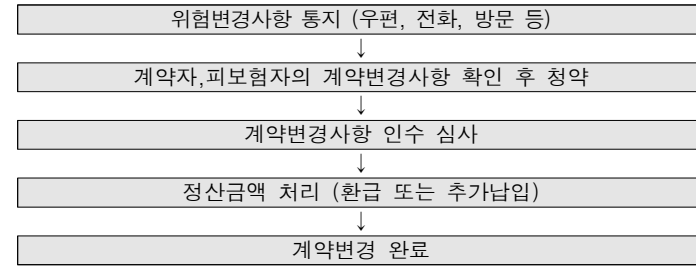 위험변경사항 통지 (우편, 전화, 방문 등)
↓
계약자,피보험자의 계약변경사항 확인 후 청약
↓
계약변경사항 인수 심사
↓
정산금액 처리 (환급 또는 추가납입)
↓
계약변경 완료